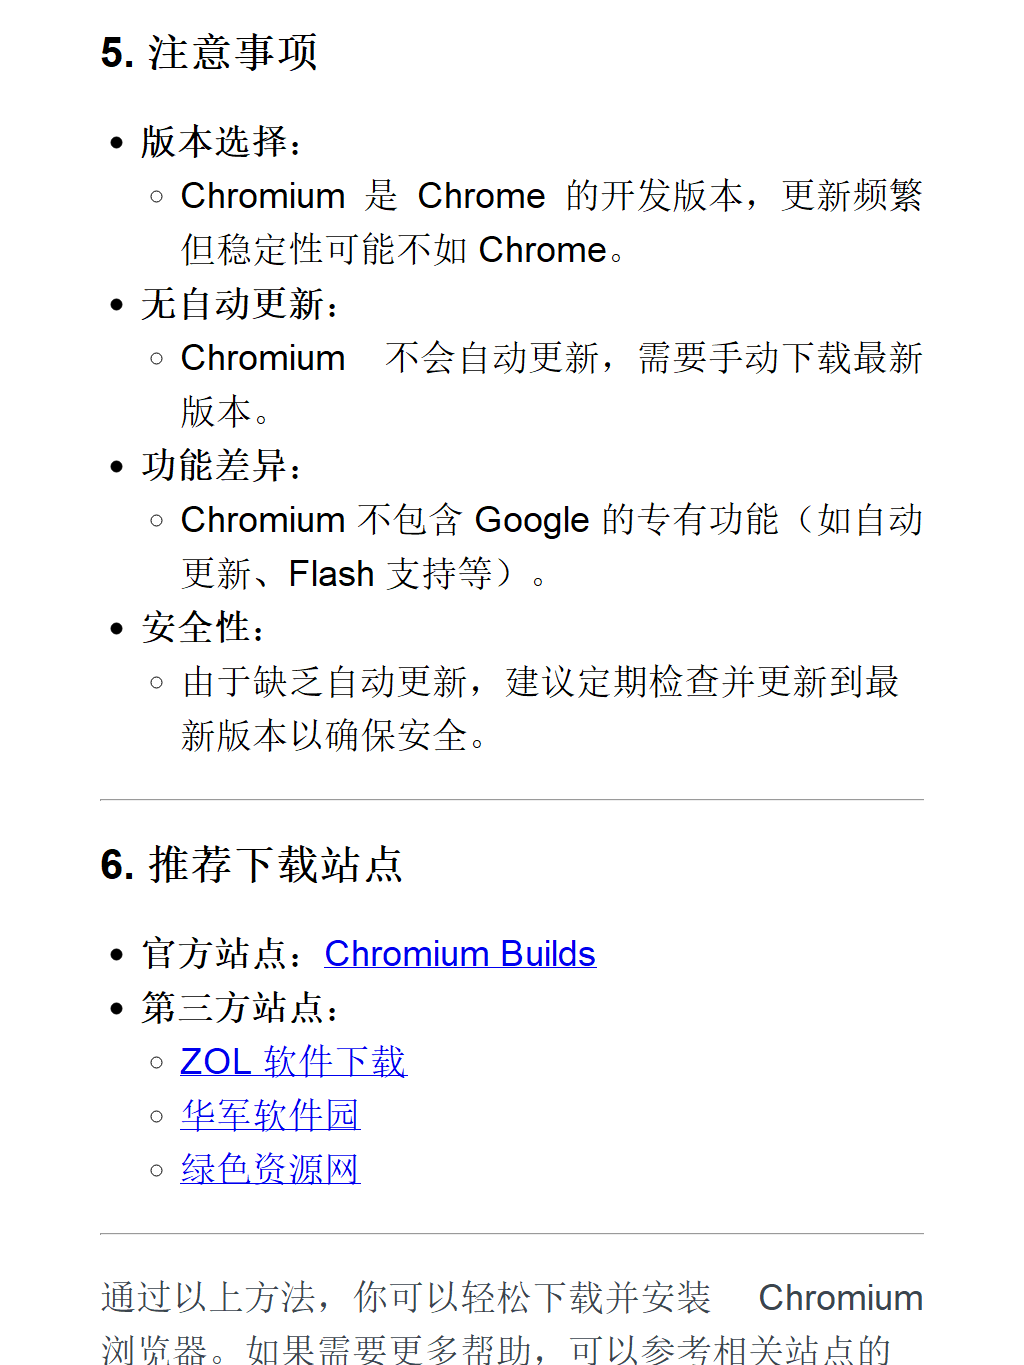 5. 注意事项
版本选择：
Chromium 是 Chrome 的开发版本，更新频繁
但稳定性可能不如 Chrome。
无自动更新：
Chromium 不会自动更新，需要手动下载最新
版本。
功能差异：
Chromium 不包含 Google 的专有功能（如自动
更新、Flash 支持等）。
安全性：
由于缺乏自动更新，建议定期检查并更新到最
新版本以确保安全。
6. 推荐下载站点
官方站点：Chromium Builds
第三方站点：
ZOL 软件下载
华军软件园
绿色资源网
通过以上方法，你可以轻松下载并安装 Chromium
浏览器。如果需要更多帮助，可以参考相关站点的